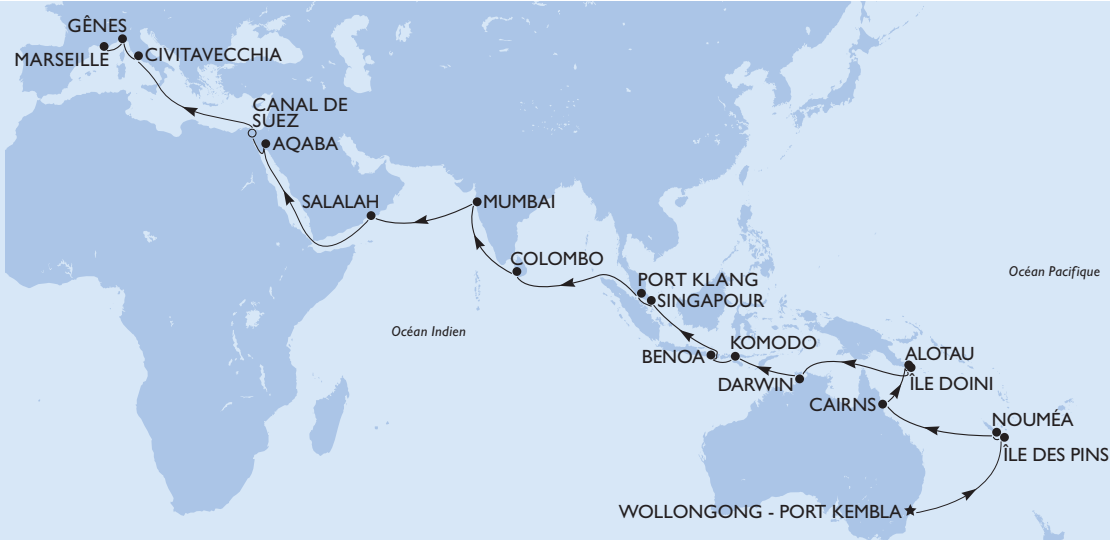 GÊNES
MARSEILLE
CIVITAVECCHIA
CANAL DE
SUEZ
AQABA
SALALAH
MUMBAI
COLOMBO
Océan Pacifique
PORT KLANG
SINGAPOUR
Océan Indien
KOMODO
BENOA
ALOTAU
DARWIN
ÎLE DOINI
CAIRNS
NOUMÉA
ÎLE DES PINS
WOLLONGONG - PORT KEMBLA